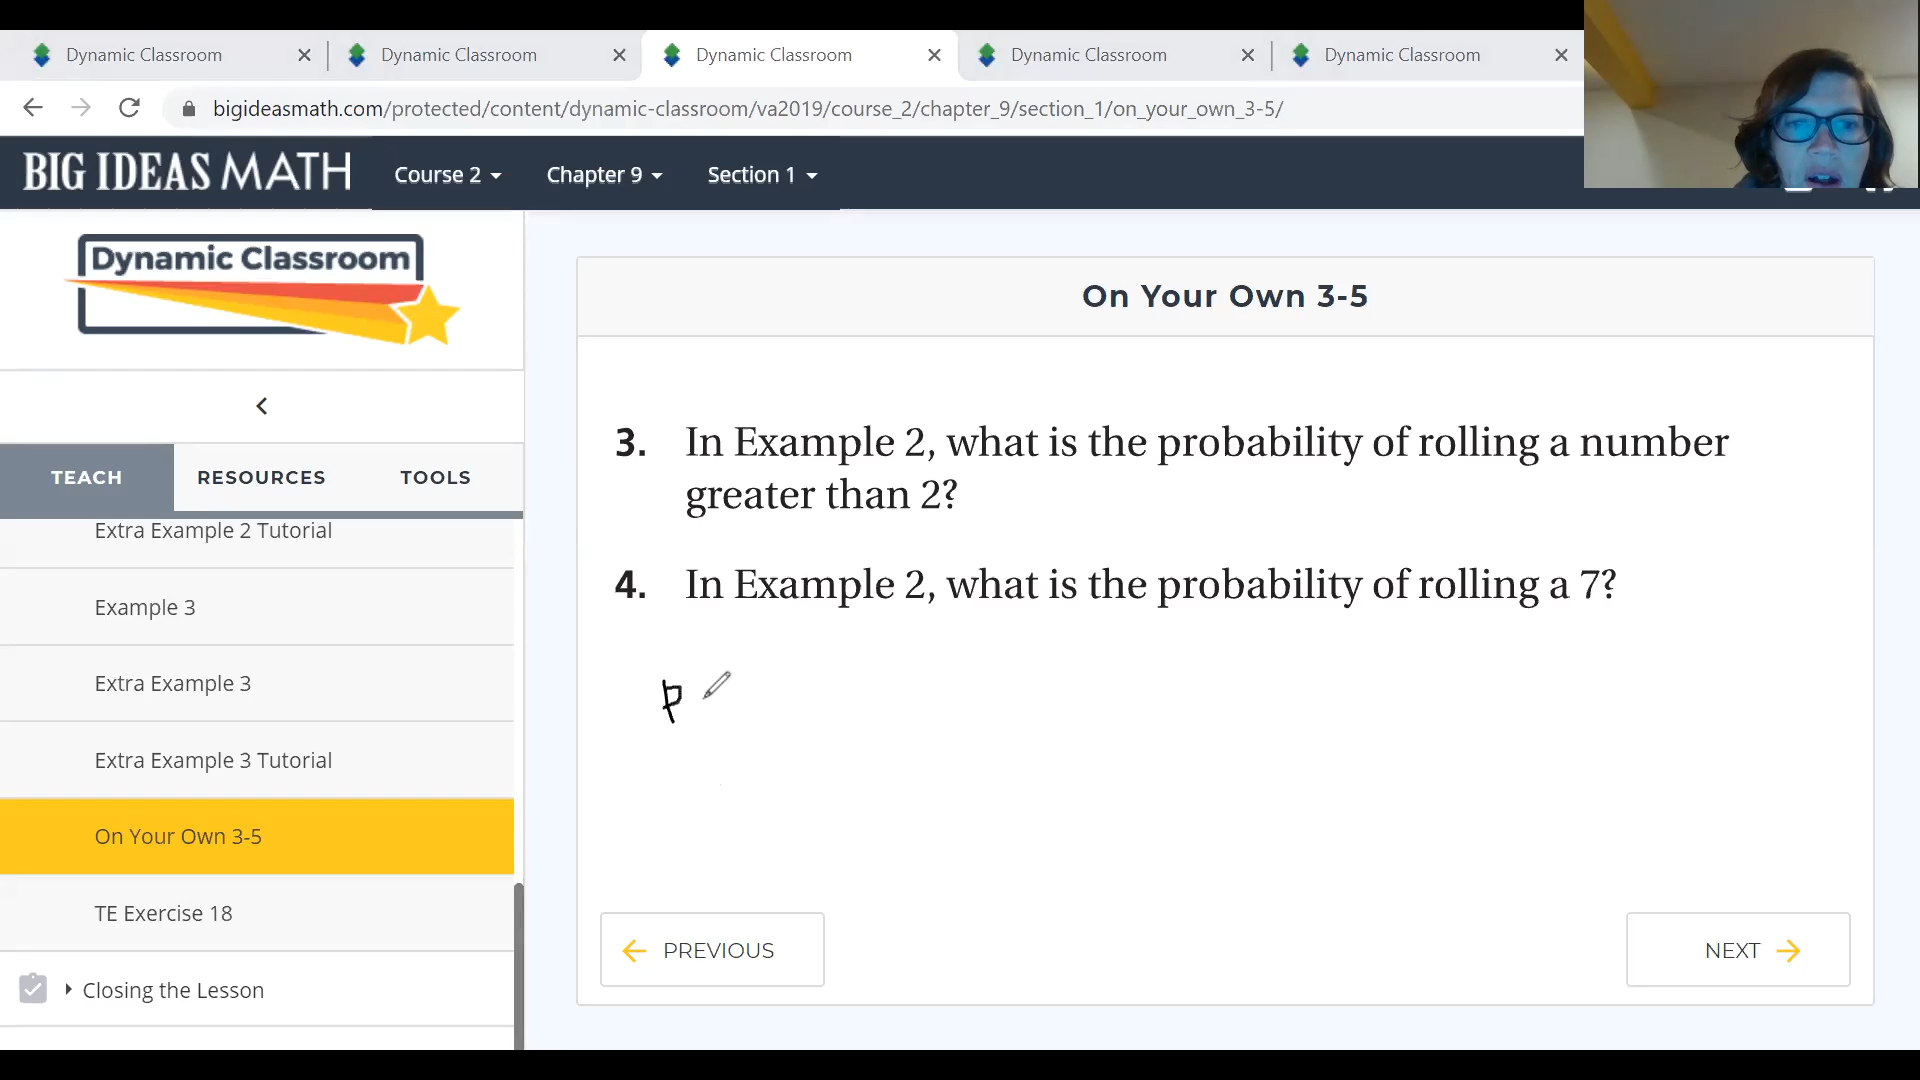 Dynamic Classroom
Dynamic Classroom
Dynamic Classroom
Dynamic Classroom
Dynamic Classroom
bigideasmath.com/protected/content/dynamic-classroom/va2019/course_2/chapter_9/section_1/on_your_own_3-5/
BIG IDEAS MATH
Course 2
Chapter 9
Section 1
Dynamic Classroom
TEACH
RESOURCES
TOOLS
Extra Example 2 Tutorial
Example 3
Extra Example 3
Extra Example 3 Tutorial
On Your Own 3-5
TE Exercise 18
Closing the Lesson
On Your Own 3-5
3. In Example 2, what is the probability of rolling a number
greater than 2?
4. In Example 2, what is the probability of rolling a 7?
P
PREVIOUS
NEXT